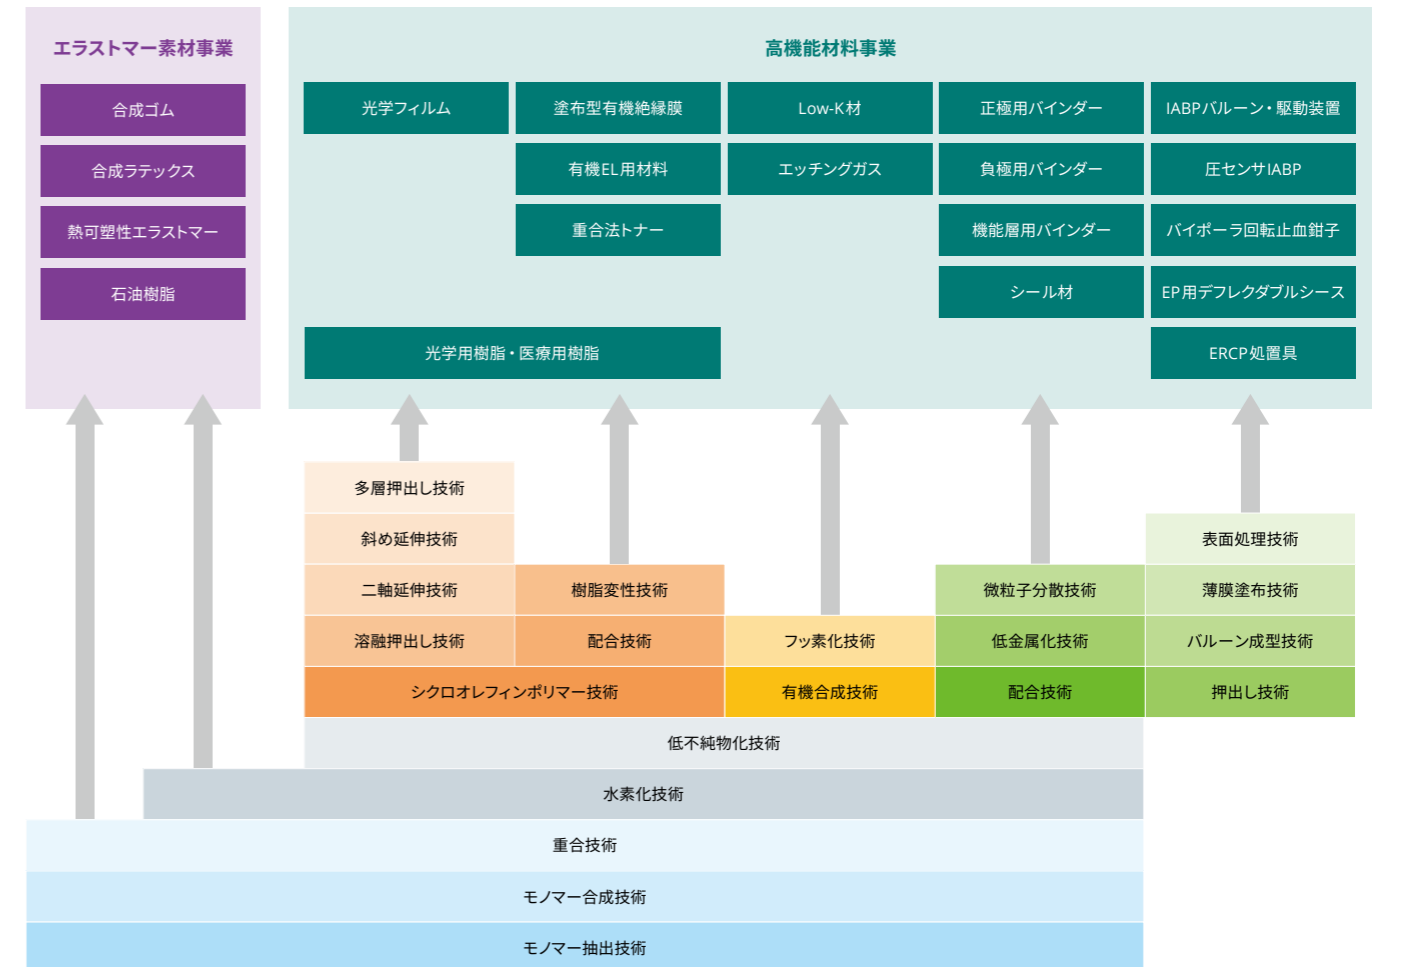 エラストマー素材事業
合成ゴム
合成ラテックス
熱可塑性エラストマー
石油樹脂
高機能材料事業
光学フィルム
塗布型有機絶縁膜
Low-K材
正極用バインダー
IABPバルーン・駆動装置
有機EL用材料
エッチングガス
負極用バインダー
圧センサIABP
重合法トナー
機能層用バインダー
バイポーラ回転止血鉗子
シール材
EP用デフレクダブルシース
光学用樹脂・医療用樹脂
ERCP処置具
多層押出し技術
斜め延伸技術
表面処理技術
二軸延伸技術
樹脂変性技術
微粒子分散技術
薄膜塗布技術
溶融押出し技術
配合技術
フッ素化技術
低金属化技術
バルーン成型技術
シクロオレフィンポリマー技術
有機合成技術
配合技術
押出し技術
低不純物化技術
水素化技術
重合技術
モノマー合成技術
モノマー抽出技術